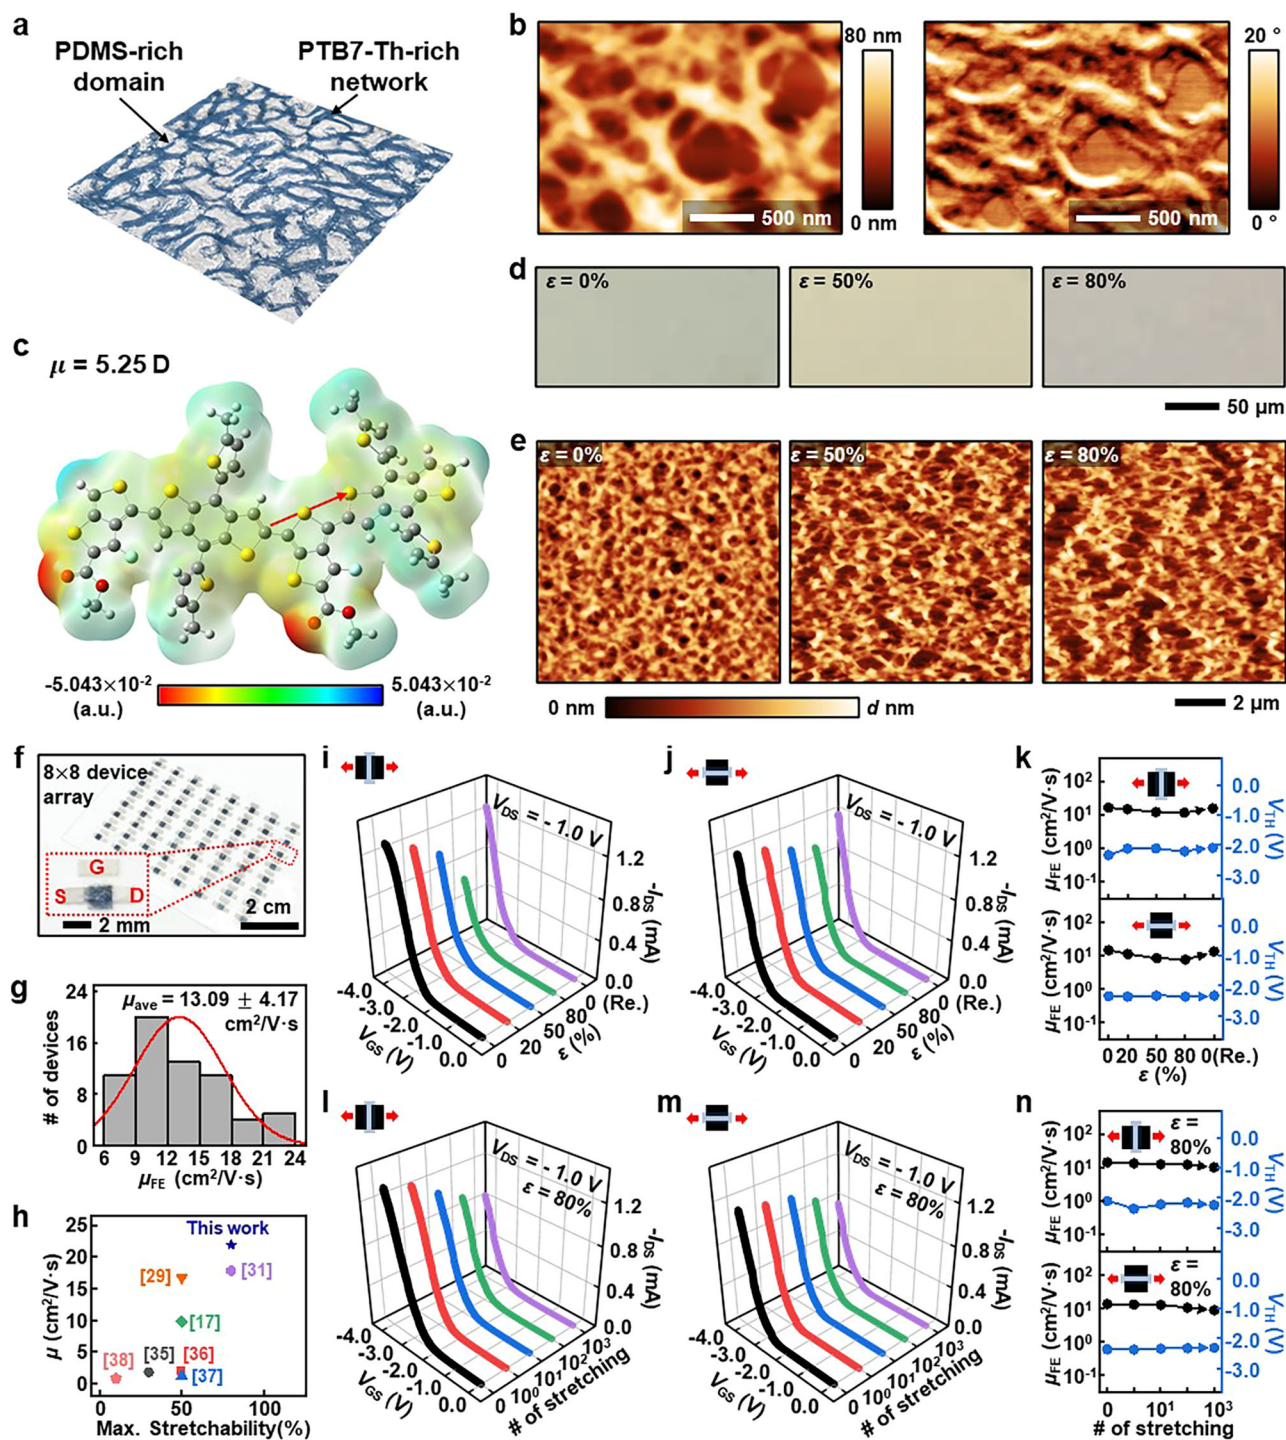 a
PDMS-rich
domain
PTB7-Th-rich
network
b
80 nm
0 nm
500 nm
20 °
0 °
500 nm
c
μ = 5.25 D
-5.043×10⁻²
(a.u.)
5.043×10⁻²
(a.u.)
d
ε = 0%
ε = 50%
ε = 80%
50 μm
e
ε = 0%
ε = 50%
ε = 80%
0 nm
d nm
2 μm
f
8×8 device
array
G
S
D
2 mm
2 cm
g
μave = 13.09 ± 4.17
cm²/V·s
# of devices
24
16
8
0
6 9 12 15 18 21 24
μFE (cm²/V·s)
h
This work
[31]
[29]
[17]
[35]
[36]
[38]
[37]
μ (cm²/V·s)
25
20
15
10
5
0
0 50 100
Max. Stretchability(%)
i
VDS = - 1.0 V
-IDS (mA)
1.2
0.8
0.4
0.0
-4.0
-3.0
-2.0
-1.0
0.0
VGS (V)
0 20 50 80 0 (Re.)
ε (%)
j
VDS = - 1.0 V
-IDS (mA)
1.2
0.8
0.4
0.0
-4.0
-3.0
-2.0
-1.0
0.0
VGS (V)
0 20 50 80 0 (Re.)
ε (%)
k
μFE (cm²/V·s)
10²
10¹
10⁰
10⁻¹
0.0
-1.0
-2.0
-3.0
VTH (V)
μFE (cm²/V·s)
10²
10¹
10⁰
10⁻¹
0.0
-1.0
-2.0
-3.0
VTH (V)
0 20 50 80 0(Re.)
ε (%)
l
VDS = - 1.0 V
ε = 80%
-IDS (mA)
1.2
0.8
0.4
0.0
-4.0
-3.0
-2.0
-1.0
0.0
VGS (V)
0 10⁰ 10¹ 10² 10³
# of stretching
m
VDS = - 1.0 V
ε = 80%
-IDS (mA)
1.2
0.8
0.4
0.0
-4.0
-3.0
-2.0
-1.0
0.0
VGS (V)
0 10⁰ 10¹ 10² 10³
# of stretching
n
ε =
80%
μFE (cm²/V·s)
10²
10¹
10⁰
10⁻¹
0.0
-1.0
-2.0
-3.0
VTH (V)
ε =
80%
μFE (cm²/V·s)
10²
10¹
10⁰
10⁻¹
0.0
-1.0
-2.0
-3.0
VTH (V)
0 10¹ 10³
# of stretching